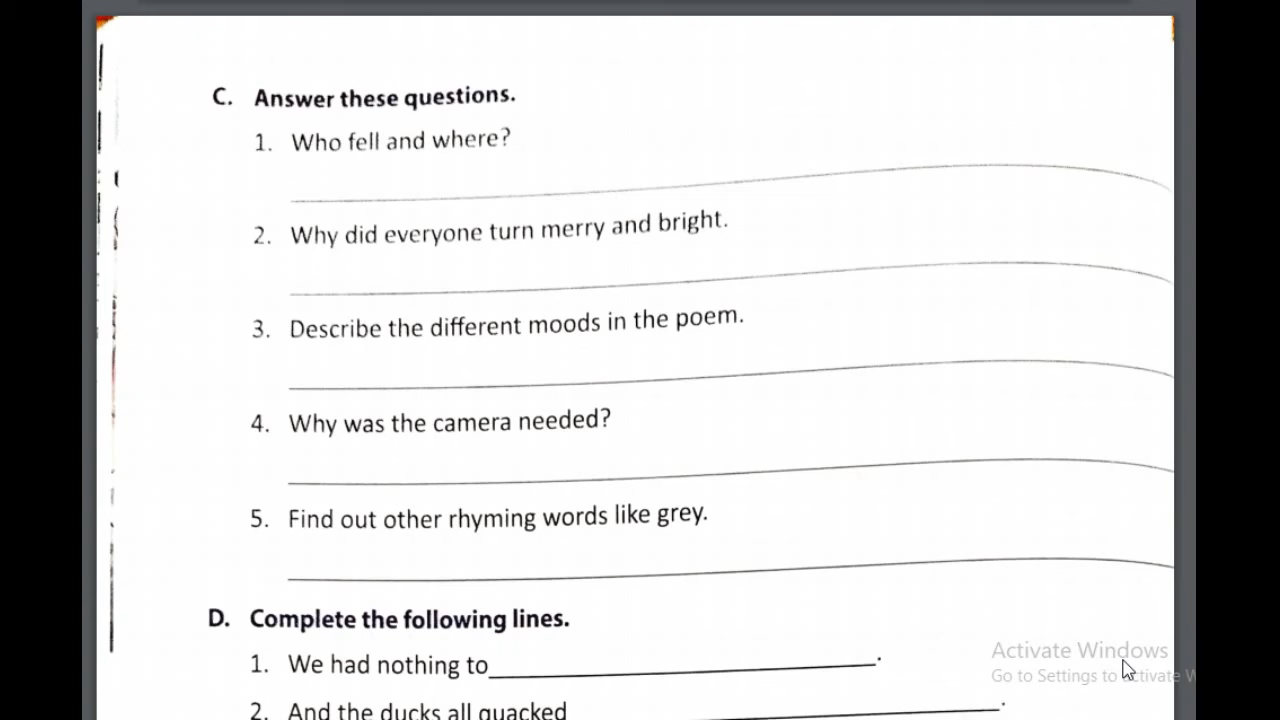 C. Answer these questions.
1. Who fell and where?
2. Why did everyone turn merry and bright.
3. Describe the different moods in the poem.
4. Why was the camera needed?
5. Find out other rhyming words like grey.
D. Complete the following lines.
1. We had nothing to____________________.
2. And the ducks all quacked ____________________.
Activate Windows
Go to Settings to activate W